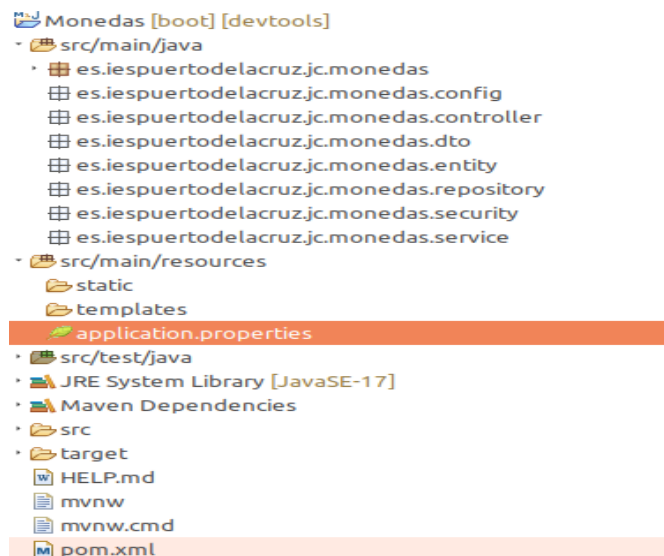 Monedas [boot] [devtools]
src/main/java
es.iespuertodelacruz.jc.monedas
es.iespuertodelacruz.jc.monedas.config
es.iespuertodelacruz.jc.monedas.controller
es.iespuertodelacruz.jc.monedas.dto
es.iespuertodelacruz.jc.monedas.entity
es.iespuertodelacruz.jc.monedas.repository
es.iespuertodelacruz.jc.monedas.security
es.iespuertodelacruz.jc.monedas.service
src/main/resources
static
templates
application.properties
src/test/java
JRE System Library [JavaSE-17]
Maven Dependencies
src
target
HELP.md
mvnw
mvnw.cmd
pom.xml